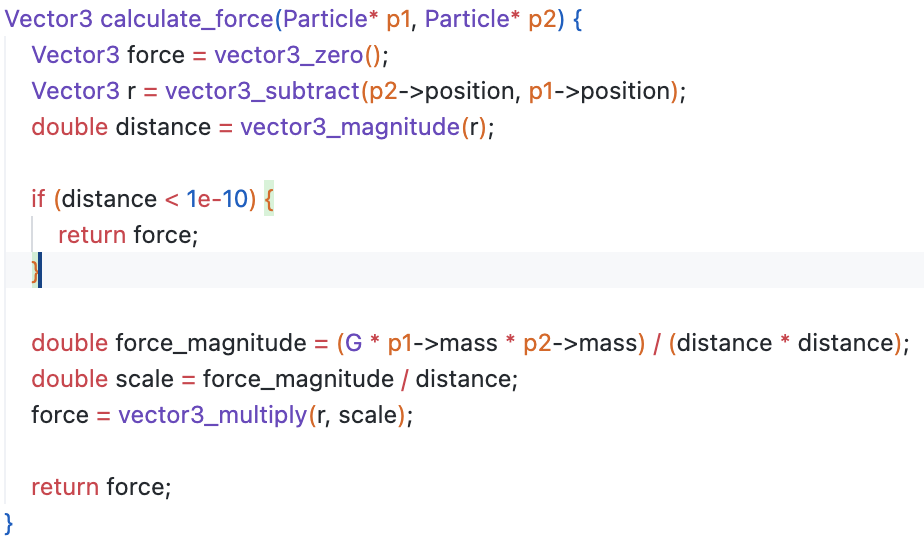 Vector3 calculate_force(Particle* p1, Particle* p2) {
    Vector3 force = vector3_zero();
    Vector3 r = vector3_subtract(p2->position, p1->position);
    double distance = vector3_magnitude(r);

    if (distance < 1e-10) {
        return force;
    }

    double force_magnitude = (G * p1->mass * p2->mass) / (distance * distance);
    double scale = force_magnitude / distance;
    force = vector3_multiply(r, scale);

    return force;
}